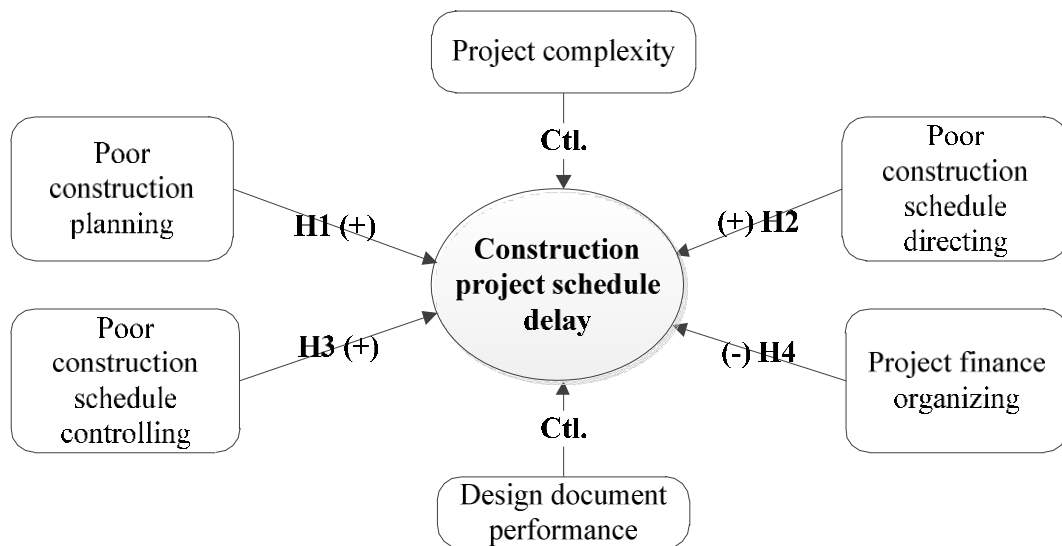 Project complexity
Ctl.
Poor
construction
planning
H1 (+)
Poor
construction
schedule
directing
(+) H2
Construction
project schedule
delay
Poor
construction
schedule
controlling
H3 (+)
(-) H4
Project finance
organizing
Ctl.
Design document
performance